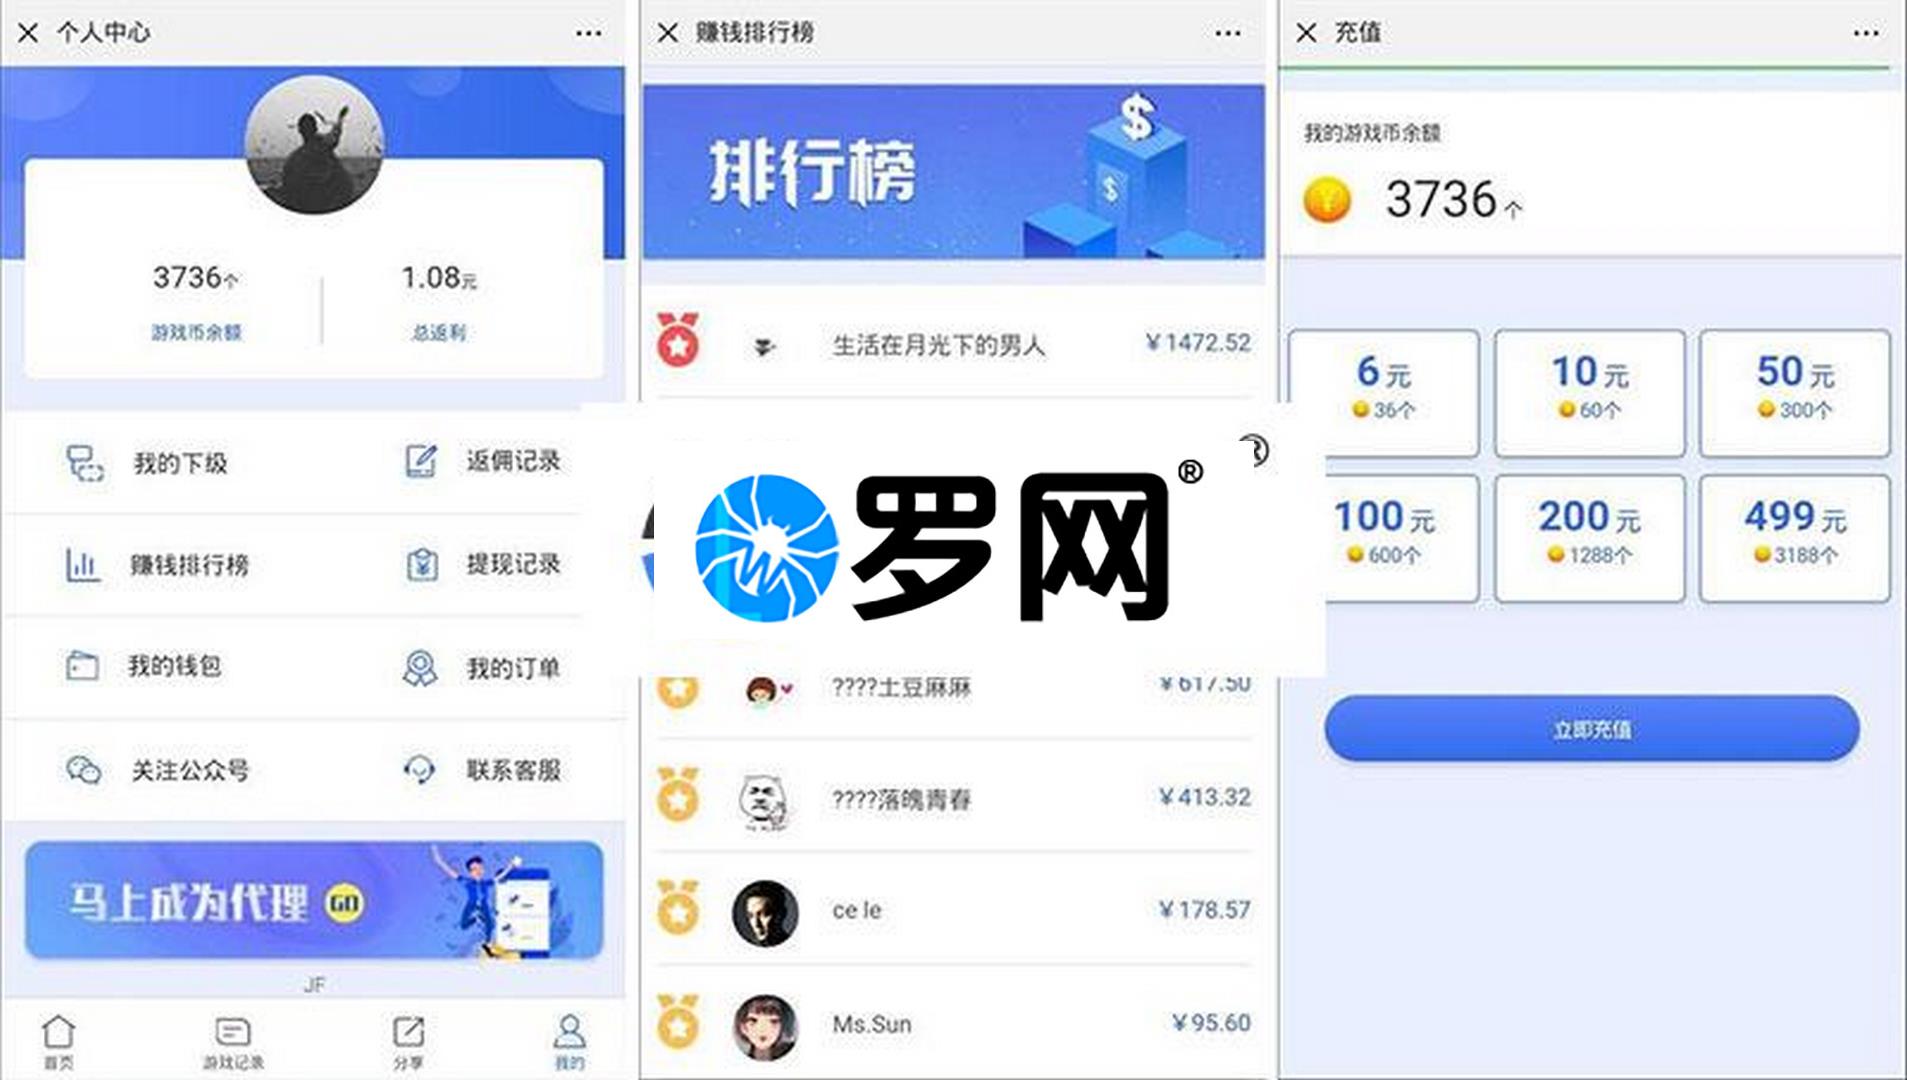 个人中心
3736个
游戏币余额
1.08元
总返利
我的下级
返佣记录
赚钱排行榜
提现记录
我的钱包
我的订单
关注公众号
联系客服
马上成为代理 GO
JF
首页
游戏记录
分享
我的
赚钱排行榜
排行榜
生活在月光下的男人 ¥1472.52
罗网®
®
????土豆麻麻 ¥617.50
????落魄青春 ¥413.32
ce le ¥178.57
Ms.Sun ¥95.60
充值
我的游戏币余额
3736个
6元
36个
10元
60个
50元
300个
100元
600个
200元
1288个
499元
3188个
立即充值